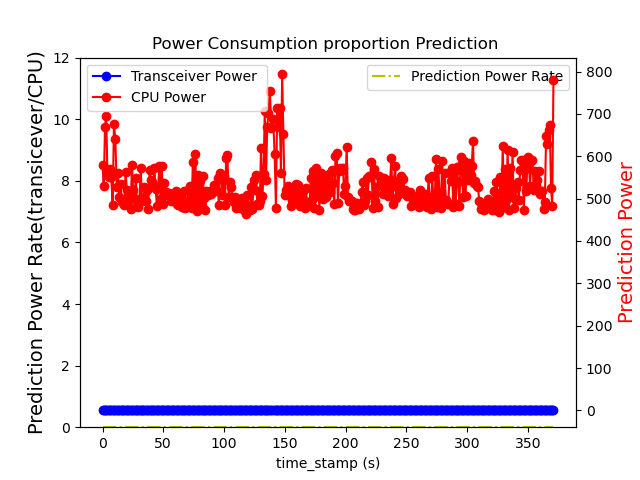 Power Consumption proportion Prediction
Transceiver Power
CPU Power
Prediction Power Rate
Prediction Power Rate(transicever/CPU)
12
10
8
6
4
2
0
800
700
600
500
400
300
200
100
0
Prediction Power
0 50 100 150 200 250 300 350
time_stamp (s)